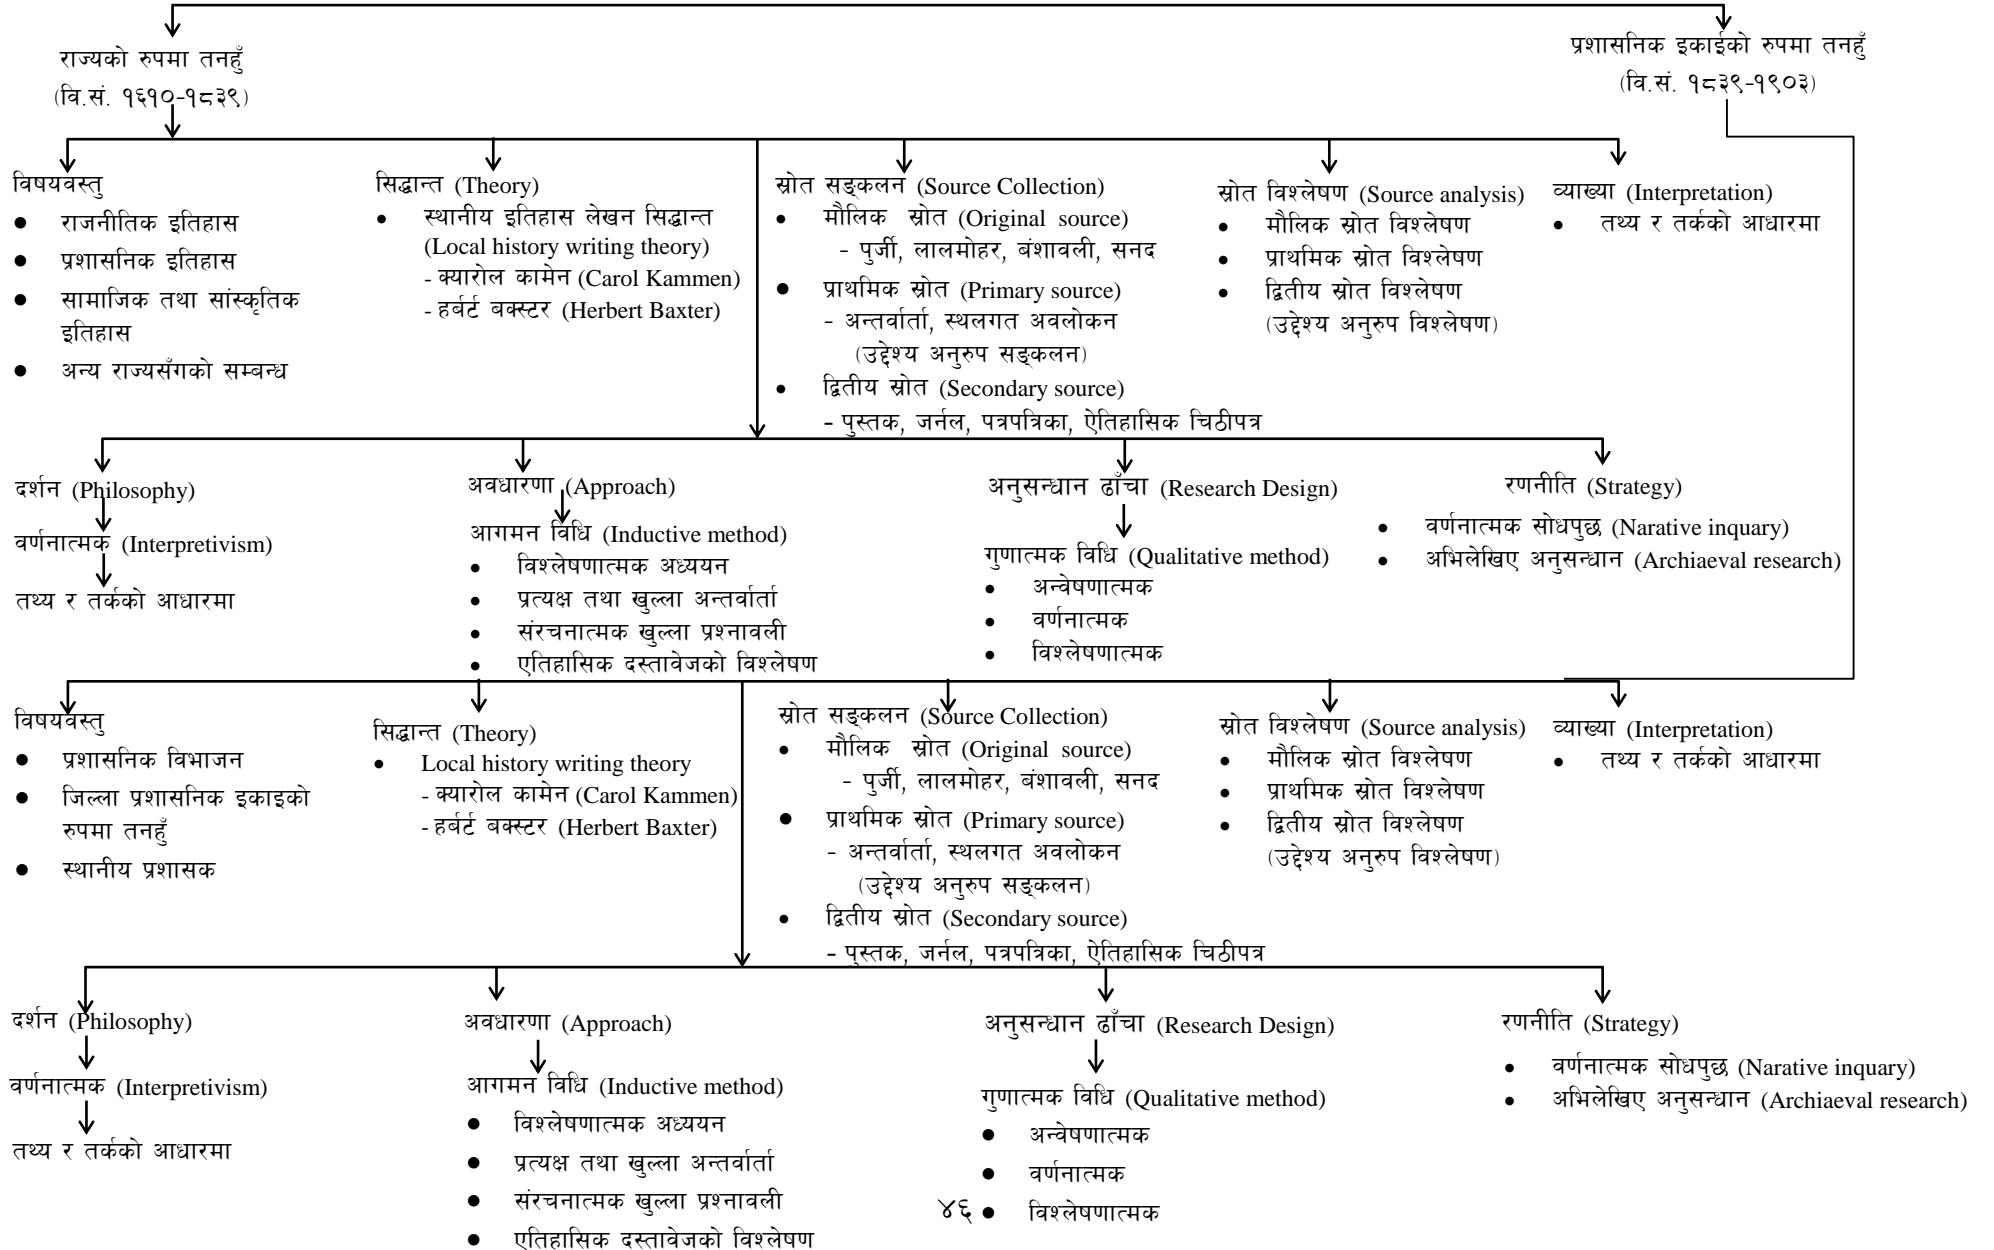 राज्यको रुपमा तनहुँ
(वि.सं. १६१०-१८३९)
प्रशासनिक इकाईको रुपमा तनहुँ
(वि.सं. १८३९-१९०३)
विषयवस्तु
● राजनीतिक इतिहास
● प्रशासनिक इतिहास
● सामाजिक तथा सांस्कृतिक
इतिहास
● अन्य राज्यसँगको सम्बन्ध
सिद्धान्त (Theory)
● स्थानीय इतिहास लेखन सिद्धान्त
(Local history writing theory)
- क्यारोल कामेन (Carol Kammen)
- हर्बर्ट बक्स्टर (Herbert Baxter)
स्रोत सङ्कलन (Source Collection)
● मौलिक स्रोत (Original source)
- पुर्जी, लालमोहर, बंशावली, सनद
● प्राथमिक स्रोत (Primary source)
- अन्तर्वार्ता, स्थलगत अवलोकन
(उद्देश्य अनुरुप सङ्कलन)
● द्वितीय स्रोत (Secondary source)
- पुस्तक, जर्नल, पत्रपत्रिका, ऐतिहासिक चिठीपत्र
स्रोत विश्लेषण (Source analysis)
● मौलिक स्रोत विश्लेषण
● प्राथमिक स्रोत विश्लेषण
● द्वितीय स्रोत विश्लेषण
(उद्देश्य अनुरुप विश्लेषण)
व्याख्या (Interpretation)
● तथ्य र तर्कको आधारमा
दर्शन (Philosophy)
वर्णनात्मक (Interpretivism)
तथ्य र तर्कको आधारमा
अवधारणा (Approach)
आगमन विधि (Inductive method)
● विश्लेषणात्मक अध्ययन
● प्रत्यक्ष तथा खुल्ला अन्तर्वार्ता
● संरचनात्मक खुल्ला प्रश्नावली
● एतिहासिक दस्तावेजको विश्लेषण
अनुसन्धान ढाँचा (Research Design)
गुणात्मक विधि (Qualitative method)
● अन्वेषणात्मक
● वर्णनात्मक
● विश्लेषणात्मक
रणनीति (Strategy)
● वर्णनात्मक सोधपुछ (Narative inquary)
● अभिलेखिए अनुसन्धान (Archiaeval research)
विषयवस्तु
● प्रशासनिक विभाजन
● जिल्ला प्रशासनिक इकाइको
रुपमा तनहुँ
● स्थानीय प्रशासक
सिद्धान्त (Theory)
● Local history writing theory
- क्यारोल कामेन (Carol Kammen)
- हर्बर्ट बक्स्टर (Herbert Baxter)
स्रोत सङ्कलन (Source Collection)
● मौलिक स्रोत (Original source)
- पुर्जी, लालमोहर, बंशावली, सनद
● प्राथमिक स्रोत (Primary source)
- अन्तर्वार्ता, स्थलगत अवलोकन
(उद्देश्य अनुरुप सङ्कलन)
● द्वितीय स्रोत (Secondary source)
- पुस्तक, जर्नल, पत्रपत्रिका, ऐतिहासिक चिठीपत्र
स्रोत विश्लेषण (Source analysis)
● मौलिक स्रोत विश्लेषण
● प्राथमिक स्रोत विश्लेषण
● द्वितीय स्रोत विश्लेषण
(उद्देश्य अनुरुप विश्लेषण)
व्याख्या (Interpretation)
● तथ्य र तर्कको आधारमा
दर्शन (Philosophy)
वर्णनात्मक (Interpretivism)
तथ्य र तर्कको आधारमा
अवधारणा (Approach)
आगमन विधि (Inductive method)
● विश्लेषणात्मक अध्ययन
● प्रत्यक्ष तथा खुल्ला अन्तर्वार्ता
● संरचनात्मक खुल्ला प्रश्नावली
● एतिहासिक दस्तावेजको विश्लेषण
अनुसन्धान ढाँचा (Research Design)
गुणात्मक विधि (Qualitative method)
● अन्वेषणात्मक
● वर्णनात्मक
● विश्लेषणात्मक
रणनीति (Strategy)
● वर्णनात्मक सोधपुछ (Narative inquary)
● अभिलेखिए अनुसन्धान (Archiaeval research)
४६